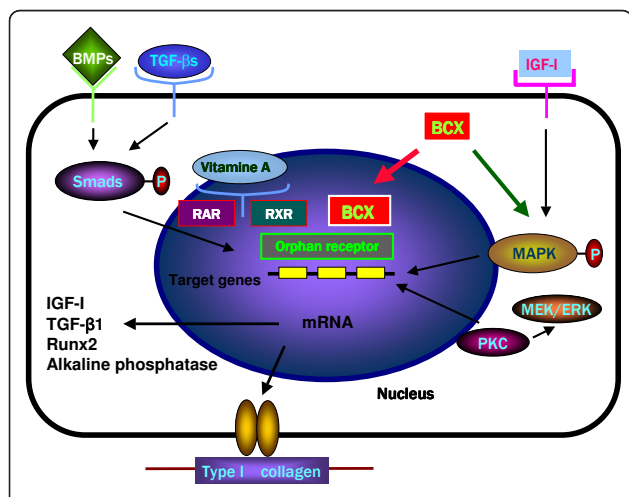 BMPs
TGF-βs
IGF-I
BCX
Smads
P
Vitamine A
RAR
RXR
BCX
Orphan receptor
MAPK
P
Target genes
IGF-I
TGF-β1
Runx2
Alkaline phosphatase
mRNA
MEK/ERK
PKC
Nucleus
Type I collagen